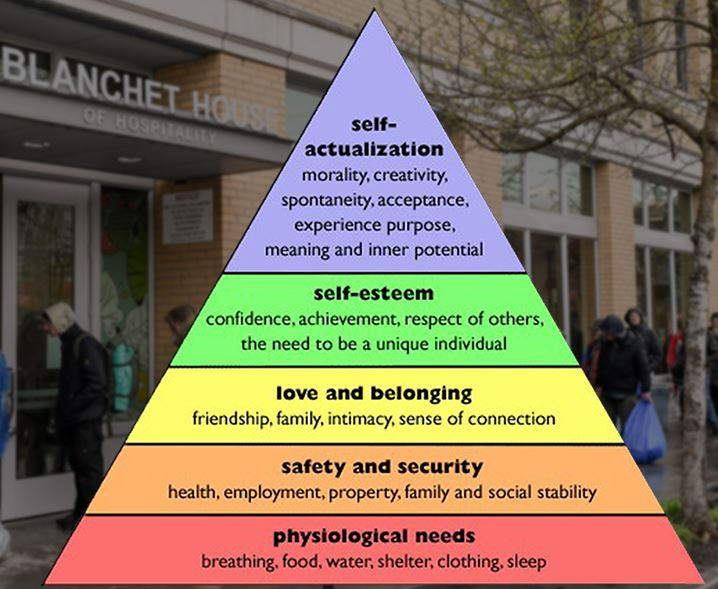 BLANCHET HOUSE
OF HOSPITALITY
NOTICE
self-
actualization
morality, creativity,
spontaneity, acceptance,
experience purpose,
meaning and inner potential
self-esteem
confidence, achievement, respect of others,
the need to be a unique individual
love and belonging
friendship, family, intimacy, sense of connection
safety and security
health, employment, property, family and social stability
physiological needs
breathing, food, water, shelter, clothing, sleep